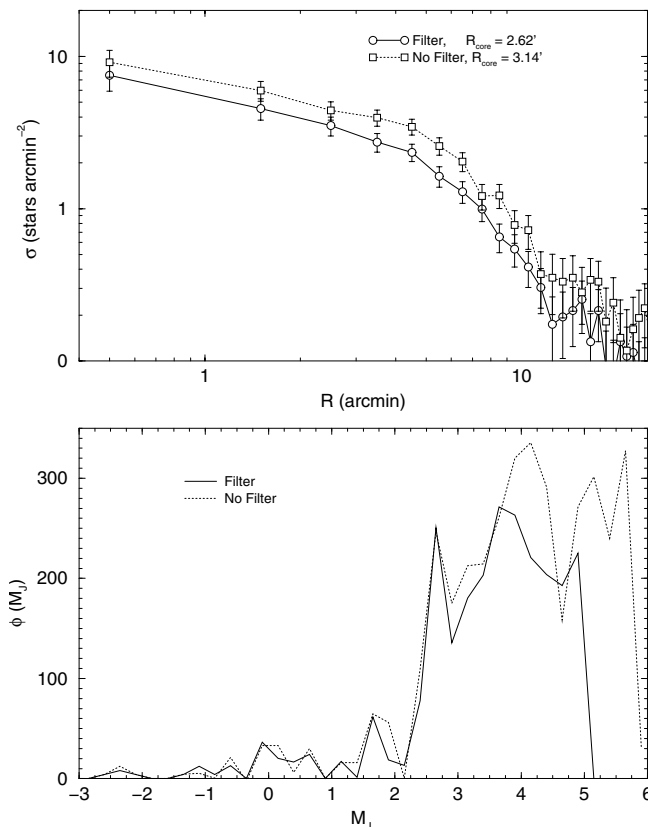 10
1
0
σ (stars arcmin⁻²)
Filter, R_core = 2.62'
No Filter, R_core = 3.14'
1
10
R (arcmin)
300
200
100
0
ϕ (M_J)
Filter
No Filter
−3 −2 −1 0 1 2 3 4 5 6
M_J